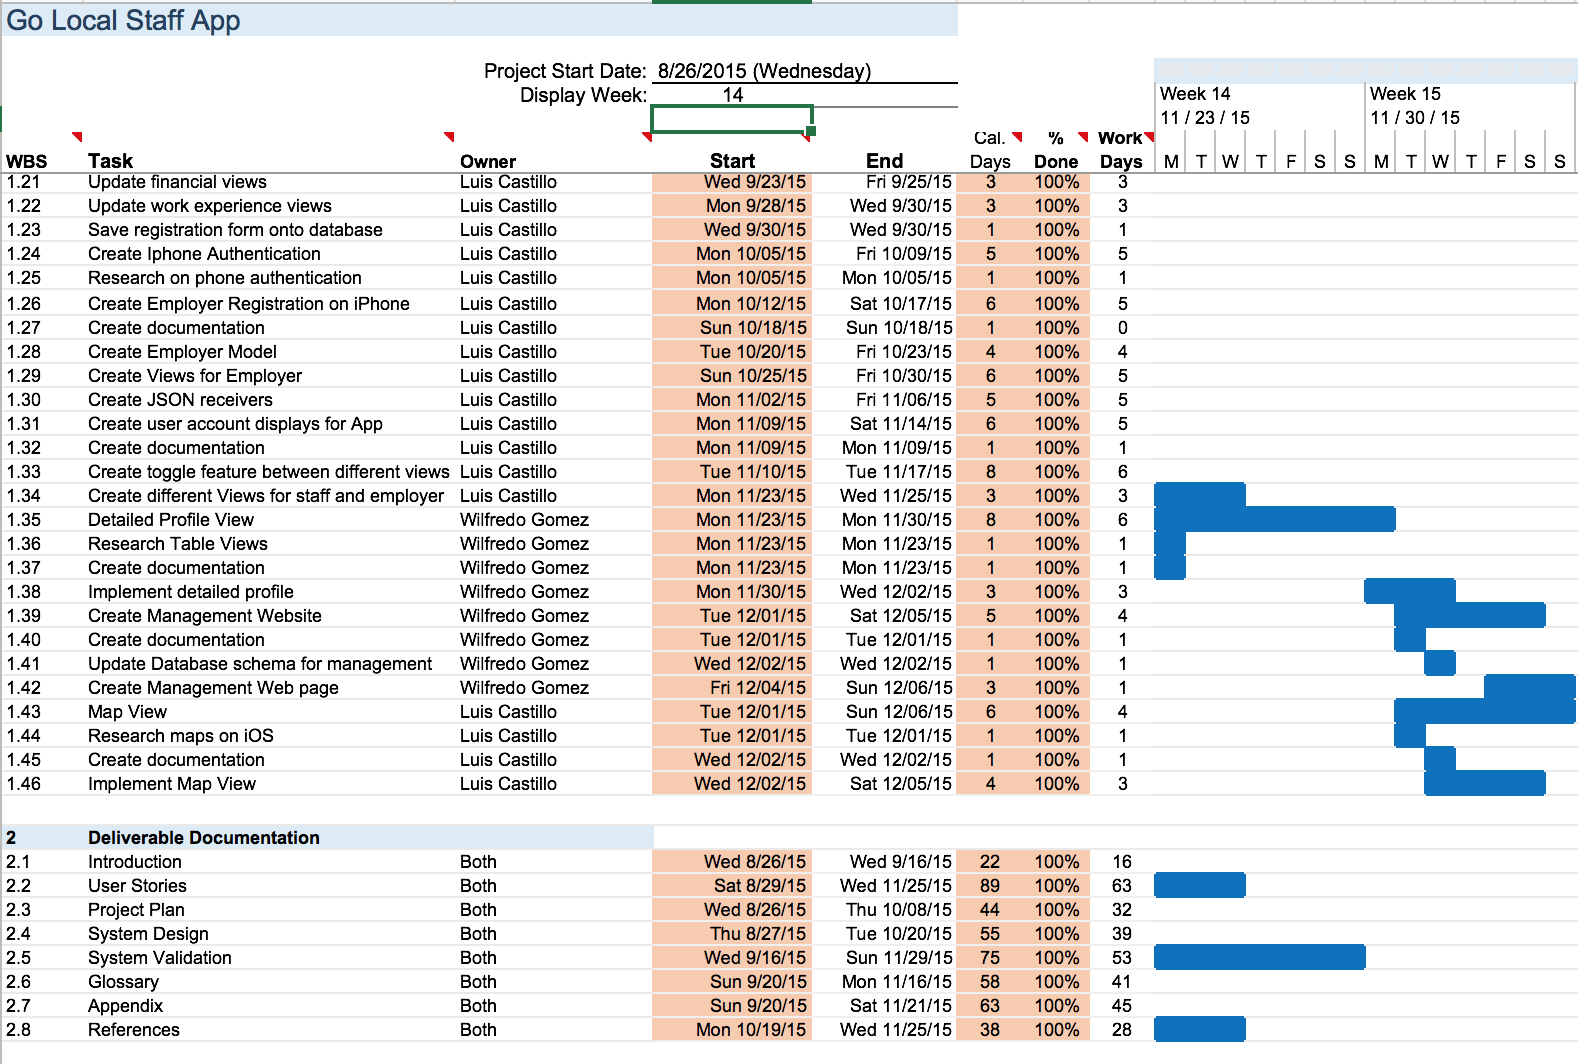 Go Local Staff App
Project Start Date: 8/26/2015 (Wednesday)
Display Week: 14
Week 14 Week 15
11 / 23 / 15 11 / 30 / 15
Cal. % Work
WBS Task Owner Start End Days Done Days M T W T F S S M T W T F S S
1.21 Update financial views Luis Castillo Wed 9/23/15 Fri 9/25/15 3 100% 3
1.22 Update work experience views Luis Castillo Mon 9/28/15 Wed 9/30/15 3 100% 3
1.23 Save registration form onto database Luis Castillo Wed 9/30/15 Wed 9/30/15 1 100% 1
1.24 Create Iphone Authentication Luis Castillo Mon 10/05/15 Fri 10/09/15 5 100% 5
1.25 Research on phone authentication Luis Castillo Mon 10/05/15 Mon 10/05/15 1 100% 1
1.26 Create Employer Registration on iPhone Luis Castillo Mon 10/12/15 Sat 10/17/15 6 100% 5
1.27 Create documentation Luis Castillo Sun 10/18/15 Sun 10/18/15 1 100% 0
1.28 Create Employer Model Luis Castillo Tue 10/20/15 Fri 10/23/15 4 100% 4
1.29 Create Views for Employer Luis Castillo Sun 10/25/15 Fri 10/30/15 6 100% 5
1.30 Create JSON receivers Luis Castillo Mon 11/02/15 Fri 11/06/15 5 100% 5
1.31 Create user account displays for App Luis Castillo Mon 11/09/15 Sat 11/14/15 6 100% 5
1.32 Create documentation Luis Castillo Mon 11/09/15 Mon 11/09/15 1 100% 1
1.33 Create toggle feature between different views Luis Castillo Tue 11/10/15 Tue 11/17/15 8 100% 6
1.34 Create different Views for staff and employer Luis Castillo Mon 11/23/15 Wed 11/25/15 3 100% 3
1.35 Detailed Profile View Wilfredo Gomez Mon 11/23/15 Mon 11/30/15 8 100% 6
1.36 Research Table Views Wilfredo Gomez Mon 11/23/15 Mon 11/23/15 1 100% 1
1.37 Create documentation Wilfredo Gomez Mon 11/23/15 Mon 11/23/15 1 100% 1
1.38 Implement detailed profile Wilfredo Gomez Mon 11/30/15 Wed 12/02/15 3 100% 3
1.39 Create Management Website Wilfredo Gomez Tue 12/01/15 Sat 12/05/15 5 100% 4
1.40 Create documentation Wilfredo Gomez Tue 12/01/15 Tue 12/01/15 1 100% 1
1.41 Update Database schema for management Wilfredo Gomez Wed 12/02/15 Wed 12/02/15 1 100% 1
1.42 Create Management Web page Wilfredo Gomez Fri 12/04/15 Sun 12/06/15 3 100% 1
1.43 Map View Luis Castillo Tue 12/01/15 Sun 12/06/15 6 100% 4
1.44 Research maps on iOS Luis Castillo Tue 12/01/15 Tue 12/01/15 1 100% 1
1.45 Create documentation Luis Castillo Wed 12/02/15 Wed 12/02/15 1 100% 1
1.46 Implement Map View Luis Castillo Wed 12/02/15 Sat 12/05/15 4 100% 3
2 Deliverable Documentation
2.1 Introduction Both Wed 8/26/15 Wed 9/16/15 22 100% 16
2.2 User Stories Both Sat 8/29/15 Wed 11/25/15 89 100% 63
2.3 Project Plan Both Wed 8/26/15 Thu 10/08/15 44 100% 32
2.4 System Design Both Thu 8/27/15 Tue 10/20/15 55 100% 39
2.5 System Validation Both Wed 9/16/15 Sun 11/29/15 75 100% 53
2.6 Glossary Both Sun 9/20/15 Mon 11/16/15 58 100% 41
2.7 Appendix Both Sun 9/20/15 Sat 11/21/15 63 100% 45
2.8 References Both Mon 10/19/15 Wed 11/25/15 38 100% 28